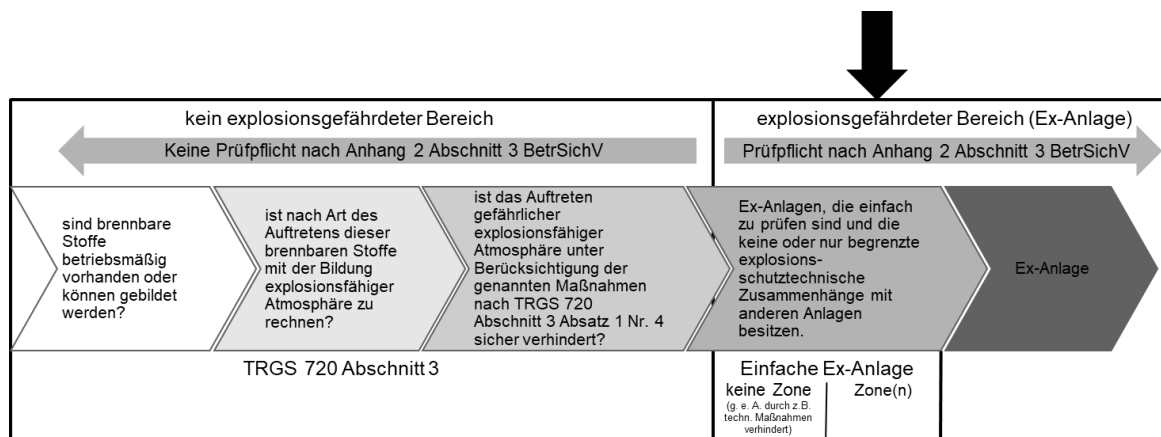 kein explosionsgefährdeter Bereich
explosionsgefährdeter Bereich (Ex-Anlage)
Keine Prüfpflicht nach Anhang 2 Abschnitt 3 BetrSichV
Prüfpflicht nach Anhang 2 Abschnitt 3 BetrSichV
sind brennbare
Stoffe
betriebsmäßig
vorhanden oder
können gebildet
werden?
ist nach Art des
Auftretens dieser
brennbaren Stoffe
mit der Bildung
explosionsfähiger
Atmosphäre zu
rechnen?
ist das Auftreten
gefährlicher
explosionsfähiger
Atmosphäre unter
Berücksichtigung der
genannten Maßnahmen
nach TRGS 720
Abschnitt 3 Absatz 1 Nr. 4
sicher verhindert?
Ex-Anlagen, die einfach
zu prüfen sind und die
keine oder nur begrenzte
explosions-
schutztechnische
Zusammenhänge mit
anderen Anlagen
besitzen.
Ex-Anlage
TRGS 720 Abschnitt 3
Einfache Ex-Anlage
keine Zone
(g. e. A. durch z.B.
techn. Maßnahmen
verhindert)
Zone(n)